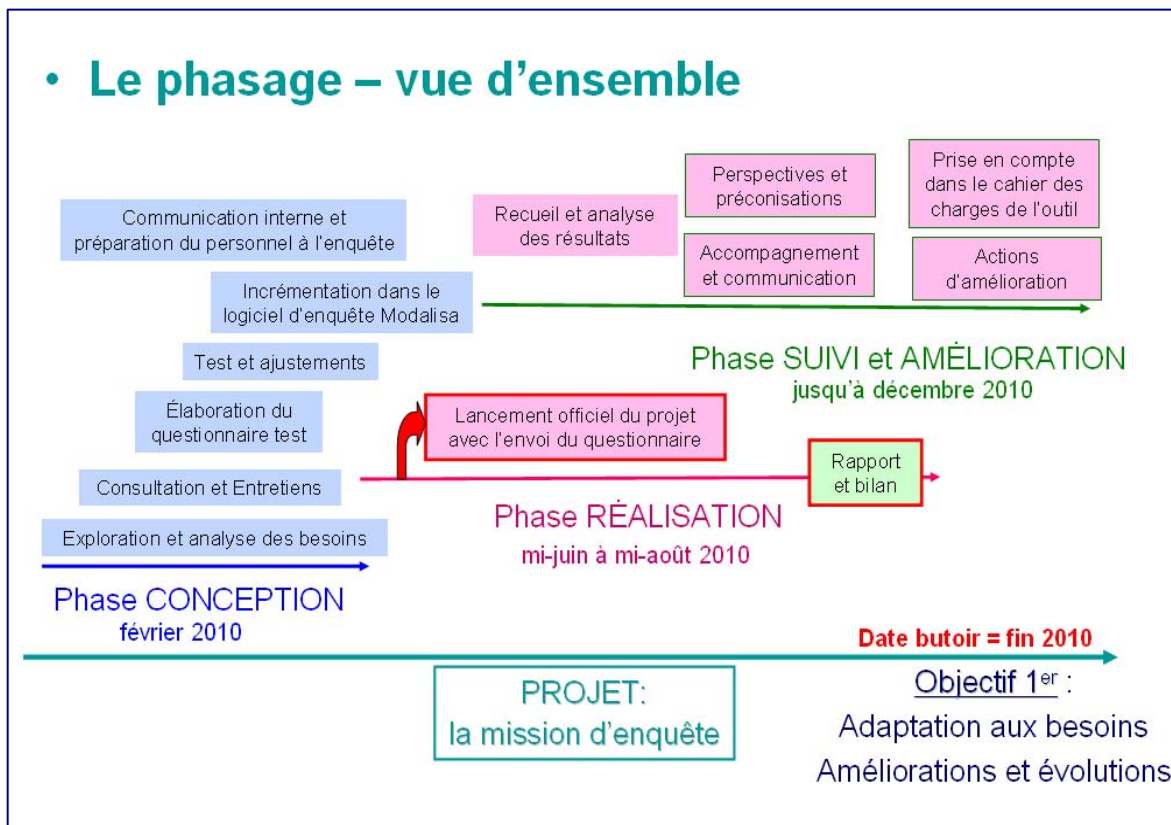 • Le phasage – vue d'ensemble
Communication interne et
préparation du personnel à l'enquête
Incrémentation dans le
logiciel d'enquête Modalisa
Test et ajustements
Élaboration du
questionnaire test
Consultation et Entretiens
Exploration et analyse des besoins
Phase CONCEPTION
février 2010
Recueil et analyse
des résultats
Perspectives et
préconisations
Accompagnement
et communication
Prise en compte
dans le cahier des
charges de l'outil
Actions
d'amélioration
Phase SUIVI et AMÉLIORATION
jusqu'à décembre 2010
Lancement officiel du projet
avec l'envoi du questionnaire
Rapport
et bilan
Phase RÉALISATION
mi-juin à mi-août 2010
Date butoir = fin 2010
PROJET:
la mission d'enquête
Objectif 1er :
Adaptation aux besoins
Améliorations et évolutions